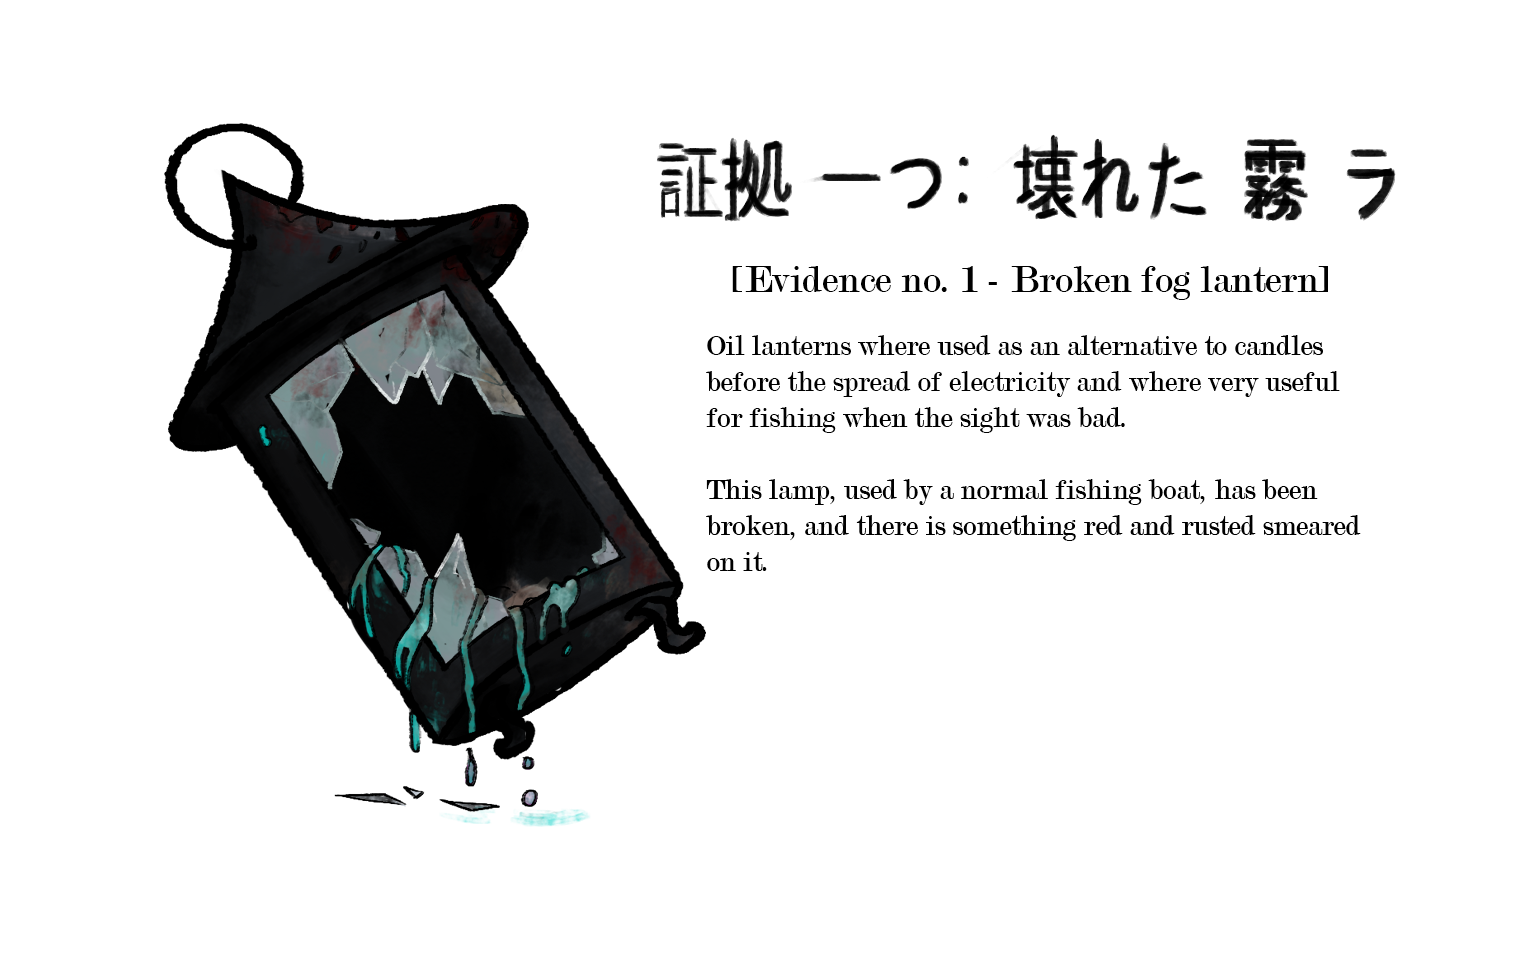 証拠 一つ: 壊れた 霧 ラ
[Evidence no. 1 - Broken fog lantern]
Oil lanterns where used as an alternative to candles
before the spread of electricity and where very useful
for fishing when the sight was bad.
This lamp, used by a normal fishing boat, has been
broken, and there is something red and rusted smeared
on it.